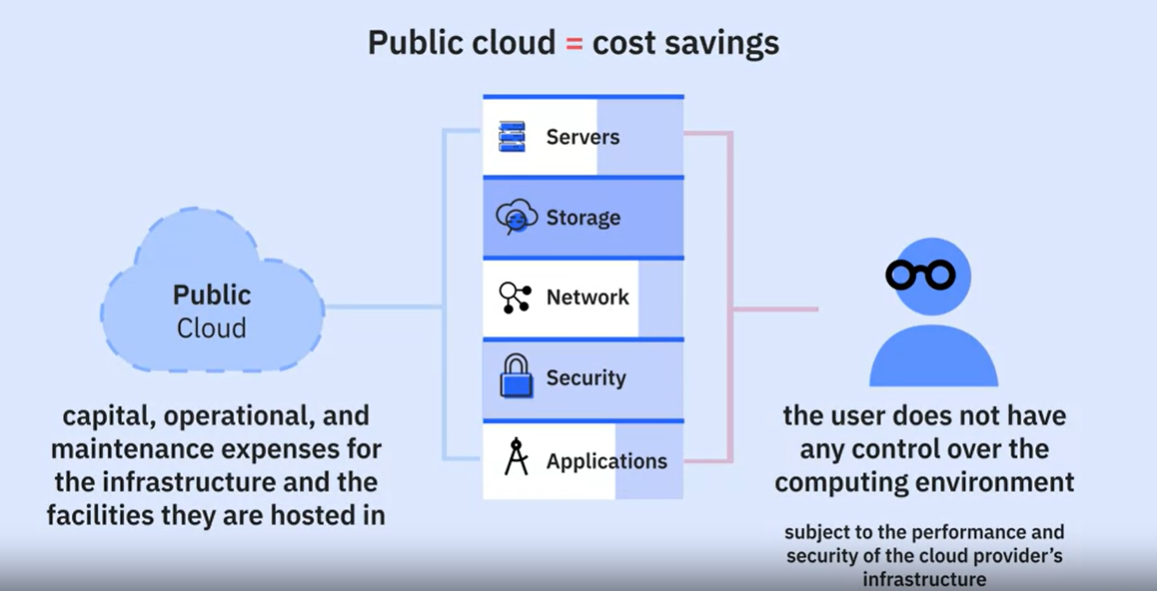 Public cloud = cost savings
Servers
Storage
Network
Security
Applications
Public
Cloud
capital, operational, and
maintenance expenses for
the infrastructure and the
facilities they are hosted in
the user does not have
any control over the
computing environment
subject to the performance and
security of the cloud provider's
infrastructure